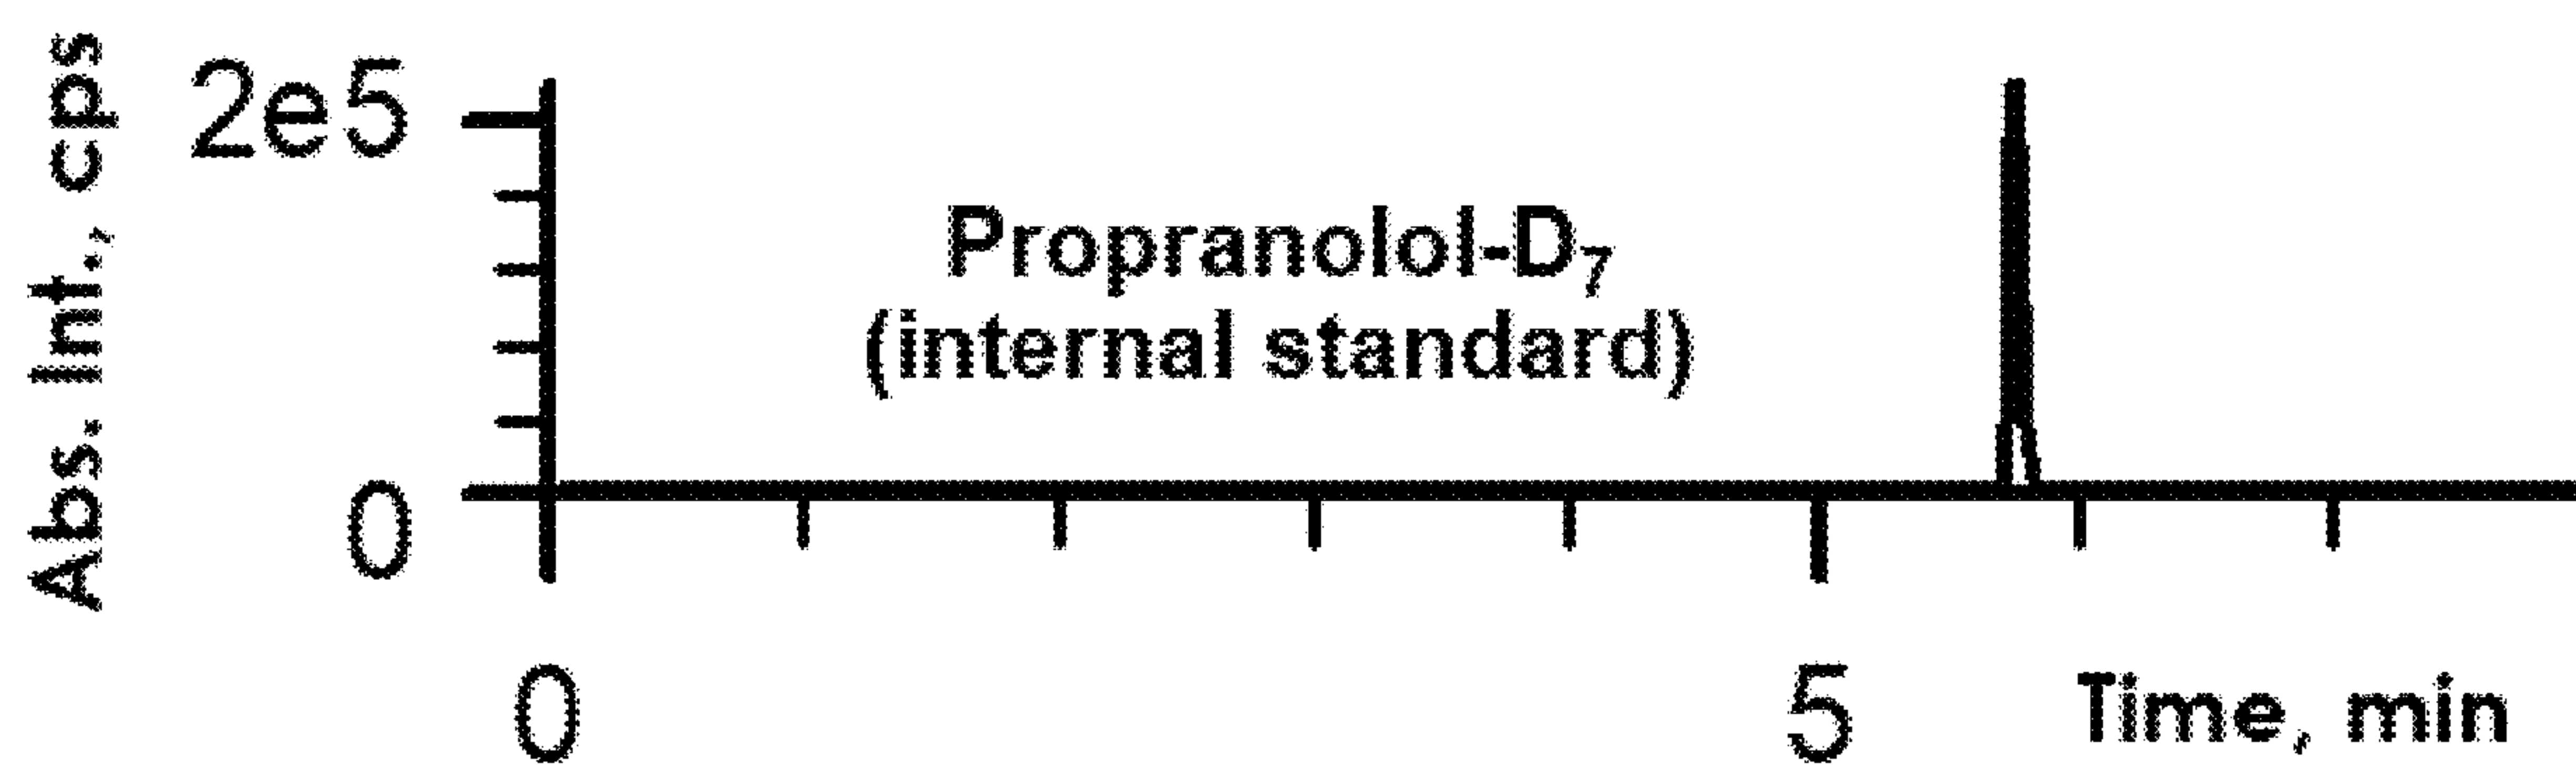 Abs. Int., cps
2e5
Propranolol-D₇
(internal standard)
0
0
5
Time, min